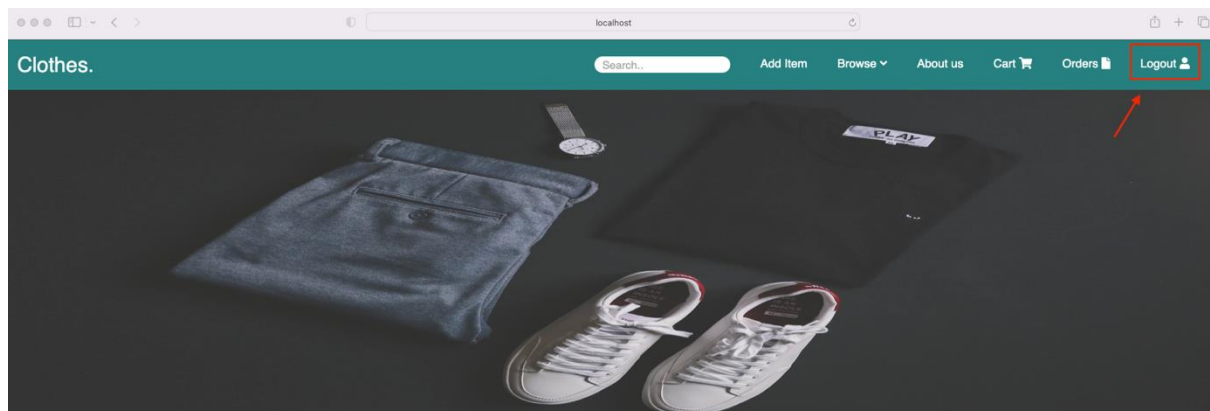 localhost
Clothes.
Search..
Add Item
Browse
About us
Cart
Orders
Logout
PLAY